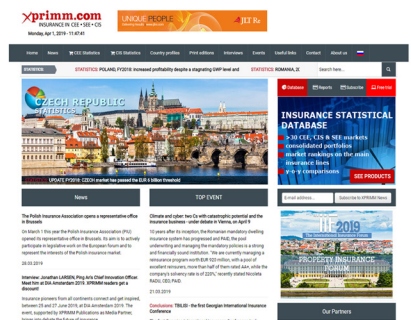 xprimm.com
INSURANCE IN CEE • SEE • CIS
Monday, Apr 1, 2019 - 11:47:41
UNIQUE PEOPLE
JLT Re
Home News CEE Statistics CIS Statistics Country profiles Print editions Interviews Events Useful links Contact About us
STATISTICS: STATISTICS: POLAND, FY2018: Increased profitability despite a stagnating GWP level and STATISTICS: ROMANIA, 2
Search here...
CZECH REPUBLIC
STATISTICS
UPDATE FY2018: CZECH market has passed the EUR 6 billion threshold
Database Reports Subscribe Free Trial
INSURANCE STATISTICAL
DATABASE
>30 CEE, CIS & SEE markets
consolidated portfolios
market rankings on the main
insurance lines
y-o-y comparisons
SEE PRODUCTS
News
The Polish Insurance Association opens a representative office
in Brussels
On March 1 this year the Polish Insurance Association (PIU)
opened its representative office in Brussels. Its aim is to actively
participate in legislative work on the European forum and to
represent the interests of the Polish insurance market.
28.03.2019
Interview: Jonathan LARSEN, Ping An's Chief Innovation Officer
Meet him at DIA Amsterdam 2019. XPRIMM readers get a
discount!
Insurance pioneers from all continents connect and get inspired,
between 25 and 27 June 2019, at DIA Amsterdam 2019. The
event, supported by XPRIMM Publications as Media Partner,
TOP EVENT
Climate and cyber: two Cs with catastrophic potential and the
insurance business - under debate in Vienna, on April 9
10 years after its inception, the Romanian mandatory dwelling
insurance system has progressed and PAID, the pool
underwriting and managing the mandatory policies is a strong
and financially sound institution. "We are currently managing a
reinsurance program worth EUR 920 million, with a pool of
excellent reinsurers, more than half of them rated AA-, while the
company's solvency rate is of 220%," recently stated Nicoleta
RADU, CEO, PAID.
21.03.2019
Conclusions: TBILISI - the first Georgian International Insurance
Conference
E-mail address...
Subscribe to XPRIMM News
IIF 2019
The International Insurance Forum
PROPERTY INSURANCE
FORUM
Our Partners